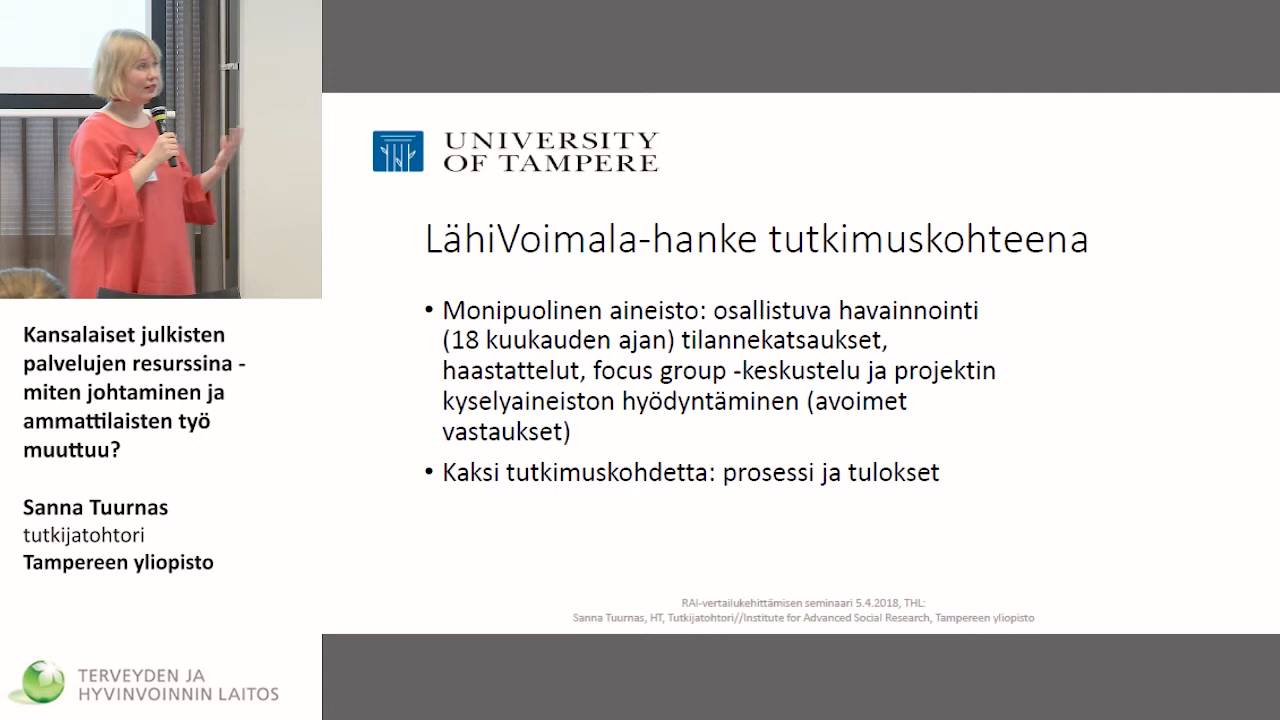 Kansalaiset julkisten
palvelujen resurssina -
miten johtaminen ja
ammattilaisten työ
muuttuu?
Sanna Tuurnas
tutkijatohtori
Tampereen yliopisto
TERVEYDEN JA
HYVINVOINNIN LAITOS
UNIVERSITY
OF TAMPERE
LähiVoimala-hanke tutkimuskohteena
• Monipuolinen aineisto: osallistuva havainnointi
(18 kuukauden ajan) tilannekatsaukset,
haastattelut, focus group -keskustelu ja projektin
kyselyaineiston hyödyntäminen (avoimet
vastaukset)
• Kaksi tutkimuskohdetta: prosessi ja tulokset
RAI-vertailukehittämisen seminaari 5.4.2018, THL:
Sanna Tuurnas, HT, Tutkijatohtori//Institute for Advanced Social Research, Tampereen yliopisto